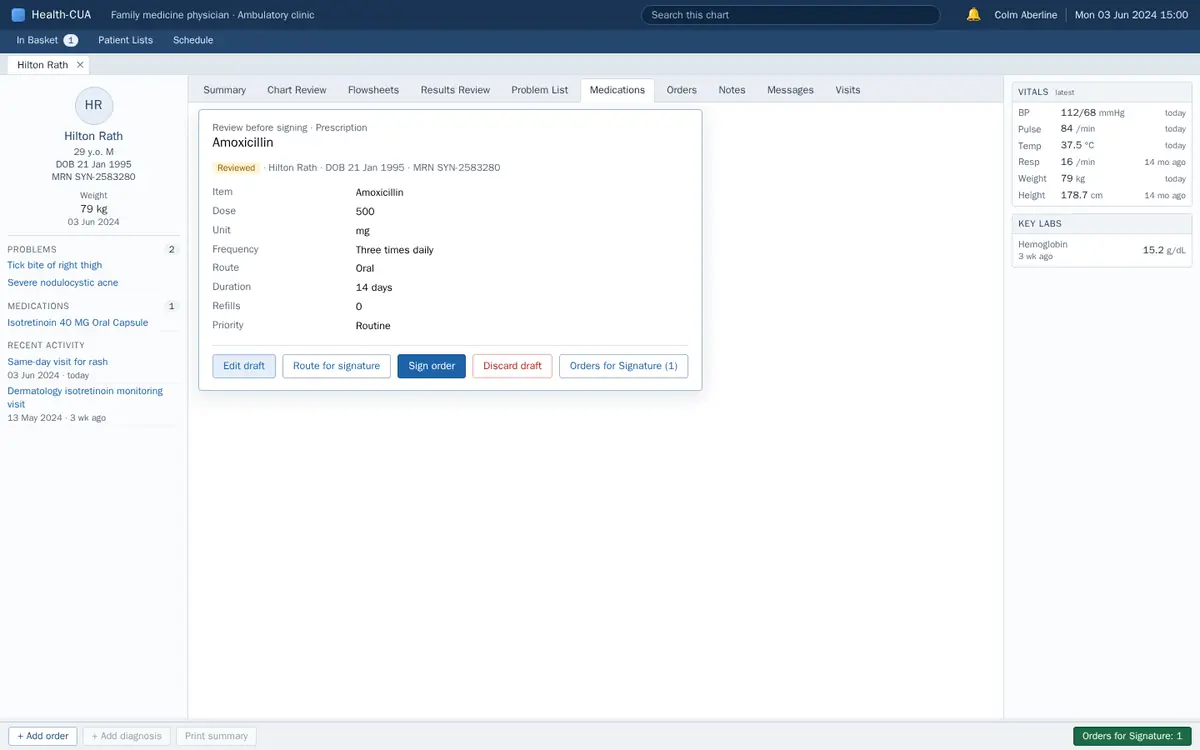 Health-CUA Family medicine physician · Ambulatory clinic Search this chart Colm Aberline Mon 03 Jun 2024 15:00
In Basket 1 Patient Lists Schedule
Hilton Rath ✕
HR
Hilton Rath
29 y.o. M
DOB 21 Jan 1995
MRN SYN-2583280
Weight
79 kg
03 Jun 2024
PROBLEMS 2
Tick bite of right thigh
Severe nodulocystic acne
MEDICATIONS 1
Isotretinoin 40 MG Oral Capsule
RECENT ACTIVITY
Same-day visit for rash
03 Jun 2024 · today
Dermatology isotretinoin monitoring
visit
13 May 2024 · 3 wk ago
Summary Chart Review Flowsheets Results Review Problem List Medications Orders Notes Messages Visits
Review before signing · Prescription
Amoxicillin
Reviewed · Hilton Rath · DOB 21 Jan 1995 · MRN SYN-2583280
Item Amoxicillin
Dose 500
Unit mg
Frequency Three times daily
Route Oral
Duration 14 days
Refills 0
Priority Routine
Edit draft Route for signature Sign order Discard draft Orders for Signature (1)
VITALS latest
BP 112/68 mmHg today
Pulse 84 /min today
Temp 37.5 °C today
Resp 16 /min 14 mo ago
Weight 79 kg today
Height 178.7 cm 14 mo ago
KEY LABS
Hemoglobin 15.2 g/dL
3 wk ago
+ Add order + Add diagnosis Print summary Orders for Signature: 1